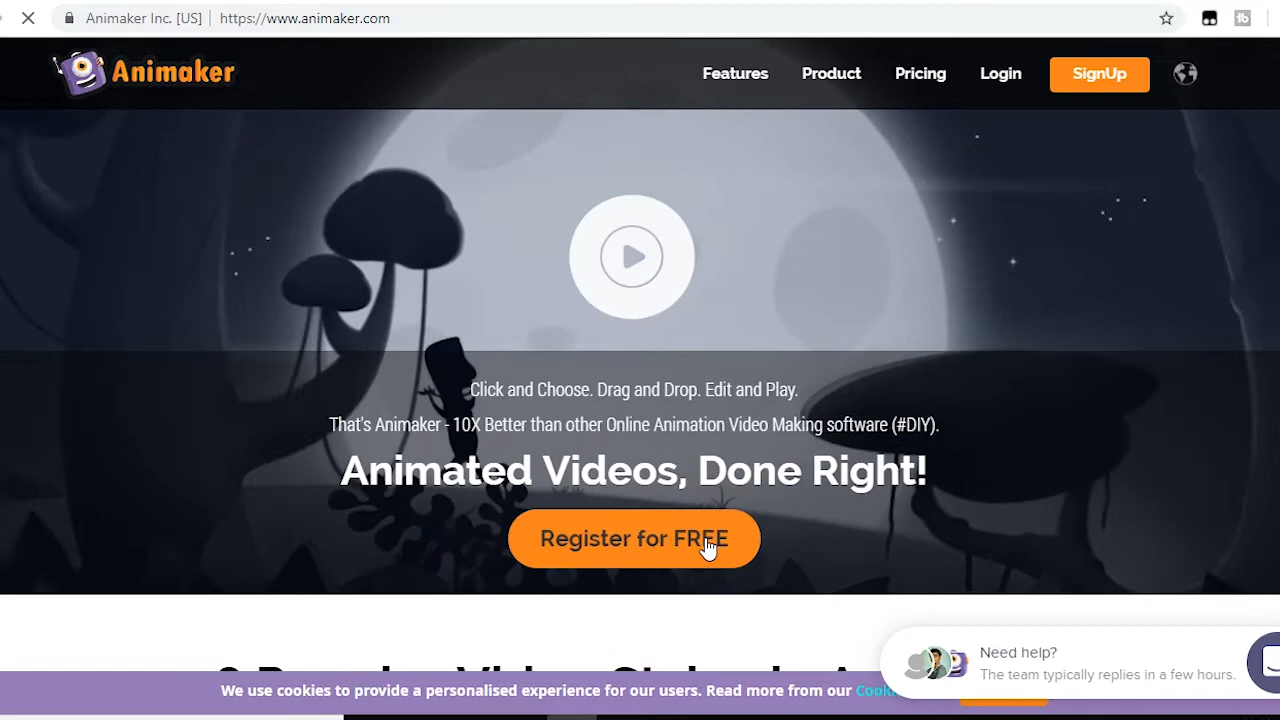 Animaker Inc. [US] https://www.animaker.com
Animaker
Features Product Pricing Login SignUp
Click and Choose. Drag and Drop. Edit and Play.
That's Animaker - 10X Better than other Online Animation Video Making software (#DIY).
Animated Videos, Done Right!
Register for FREE
Need help?
The team typically replies in a few hours.
We use cookies to provide a personalised experience for our users. Read more from our